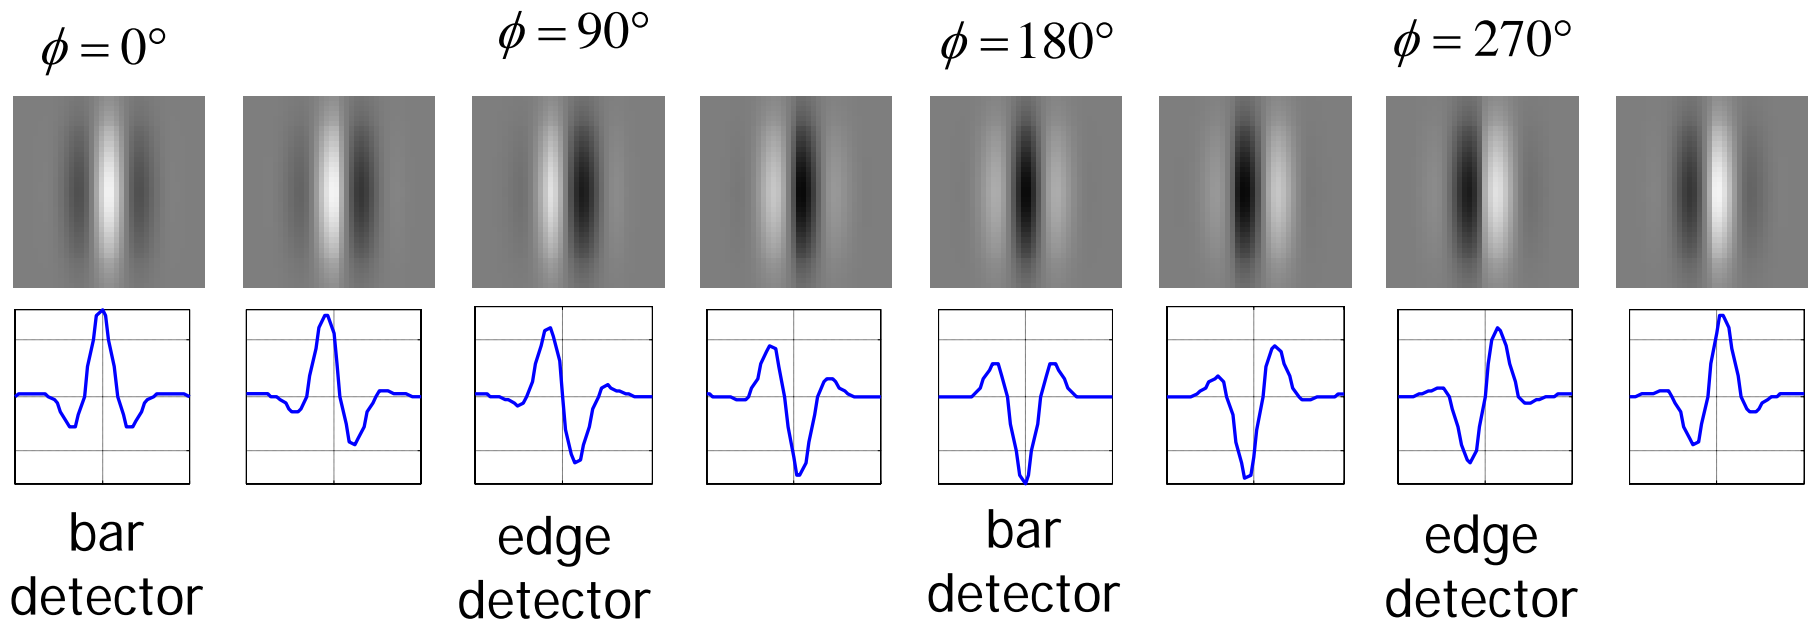 ϕ = 0°
ϕ = 90°
ϕ = 180°
ϕ = 270°
bar
detector
edge
detector
bar
detector
edge
detector